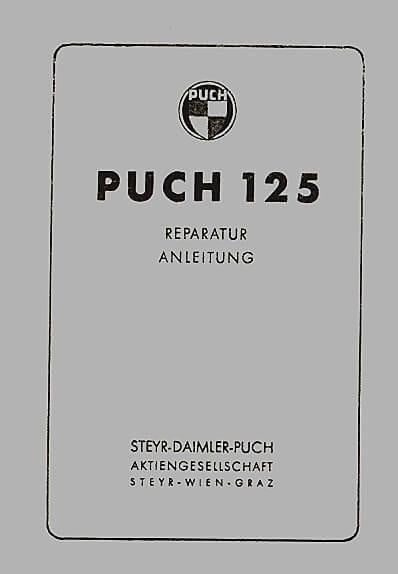 PUCH
PUCH 125
REPARATUR
ANLEITUNG
STEYR-DAIMLER-PUCH
AKTIENGESELLSCHAFT
STEYR-WIEN-GRAZ